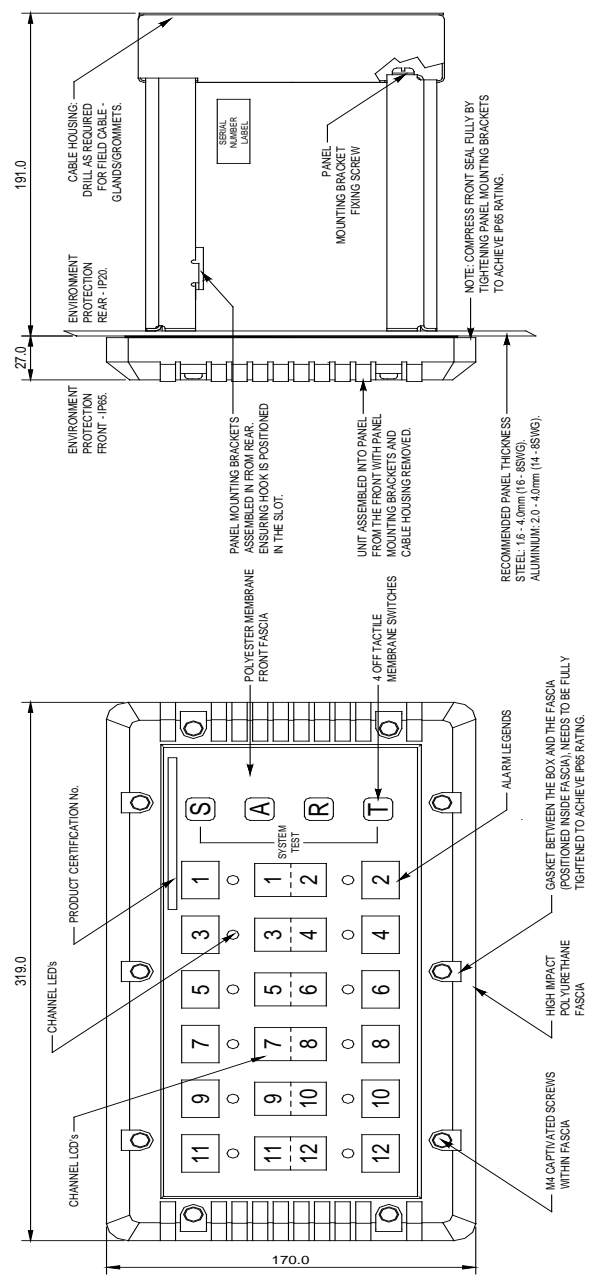 319.0
170.0
CHANNEL LCD's
CHANNEL LED's
PRODUCT CERTIFICATION No.
11
9
7
5
3
1
S
A
R
T
SYSTEM
TEST
11
12
9
10
7
8
5
6
3
4
1
2
12
10
8
6
4
2
POLYESTER MEMBRANE
FRONT FASCIA
4 OFF TACTILE
MEMBRANE SWITCHES
ALARM LEGENDS
GASKET BETWEEN THE BOX AND THE FASCIA
(POSITIONED INSIDE FASCIA), NEEDS TO BE FULLY
TIGHTENED TO ACHIEVE IP65 RATING.
HIGH IMPACT
POLYURETHANE
FASCIA
M4 CAPTIVATED SCREWS
WITHIN FASCIA
27.0
191.0
ENVIRONMENT
PROTECTION
FRONT - IP65.
ENVIRONMENT
PROTECTION
REAR - IP20.
CABLE HOUSING:
DRILL AS REQUIRED
FOR FIELD CABLE -
GLANDS/GROMMETS.
SERIAL
NUMBER
LABEL
PANEL
MOUNTING BRACKET
FIXING SCREW
PANEL MOUNTING BRACKETS
ASSEMBLED IN FROM REAR.
ENSURING HOOK IS POSITIONED
IN THE SLOT.
UNIT ASSEMBLED INTO PANEL
FROM THE FRONT WITH PANEL
MOUNTING BRACKETS AND
CABLE HOUSING REMOVED.
NOTE: COMPRESS FRONT SEAL FULLY BY
TIGHTENING PANEL MOUNTING BRACKETS
TO ACHIEVE IP65 RATING.
RECOMMENDED PANEL THICKNESS
STEEL: 1.6 - 4.0mm (16 - 8SWG).
ALUMINIUM: 2.0 - 4.0mm (14 - 8SWG).